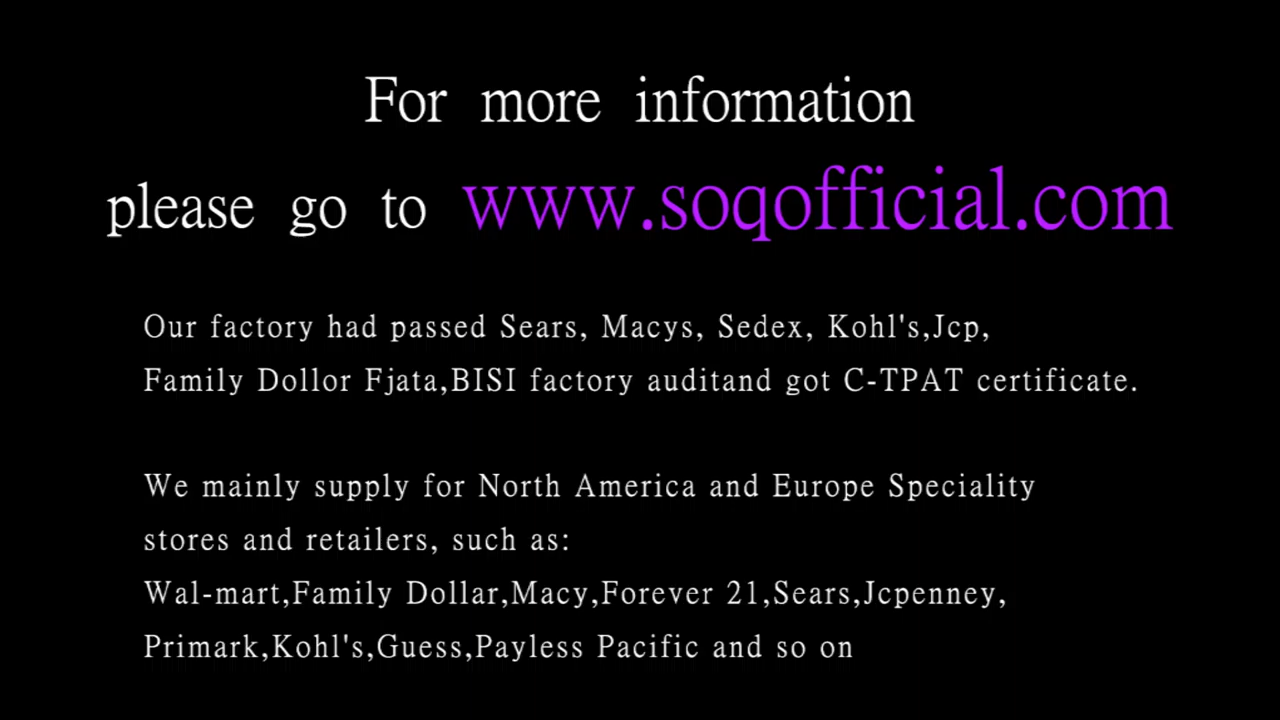 For more information
please go to www.soqofficial.com
Our factory had passed Sears, Macys, Sedex, Kohl's,Jcp,
Family Dollor Fjata,BISI factory auditand got C-TPAT certificate.
We mainly supply for North America and Europe Speciality
stores and retailers, such as:
Wal-mart,Family Dollar,Macy,Forever 21,Sears,Jcpenney,
Primark,Kohl's,Guess,Payless Pacific and so on